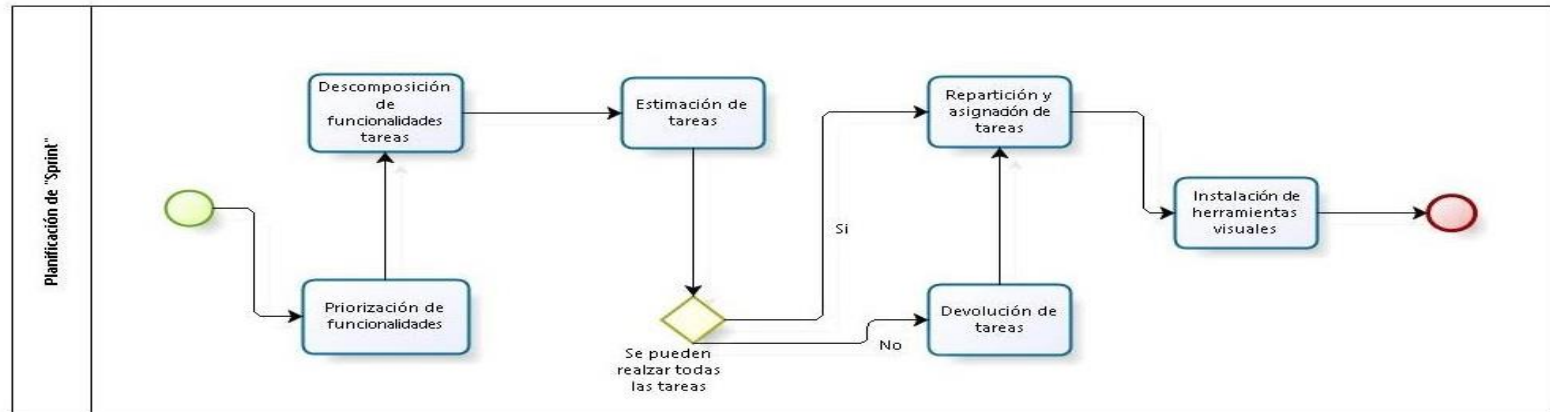 Planificación de "Sprint"
Priorización de
funcionalidades
Descomposición
de
funcionalidades
tareas
Estimación de
tareas
Se pueden
realzar todas
las tareas
Si
No
Devolución de
tareas
Repartición y
asignación de
tareas
Instalación de
herramientas
visuales